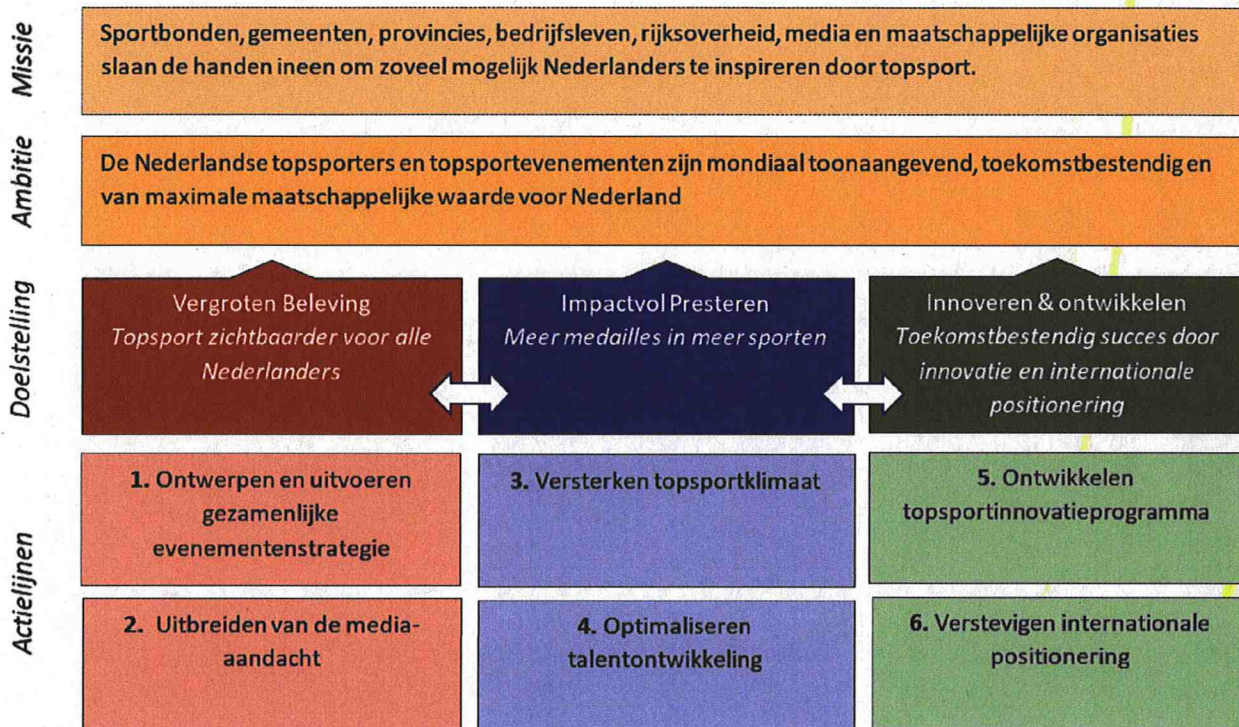 Missie
Sportbonden, gemeenten, provincies, bedrijfsleven, rijksoverheid, media en maatschappelijke organisaties
slaan de handen ineen om zoveel mogelijk Nederlanders te inspireren door topsport.
Ambitie
De Nederlandse topsporters en topsportevenementen zijn mondiaal toonaangevend, toekomstbestendig en
van maximale maatschappelijke waarde voor Nederland
Doelstelling
Vergroten Beleving
Topsport zichtbaarder voor alle
Nederlanders
Impactvol Presteren
Meer medailles in meer sporten
Innoveren & ontwikkelen
Toekomstbestendig succes door
innovatie en internationale
positionering
Actielijnen
1. Ontwerpen en uitvoeren
gezamenlijke
evenementenstrategie
3. Versterken topsportklimaat
5. Ontwikkelen
topsportinnovatieprogramma
2. Uitbreiden van de media-
aandacht
4. Optimaliseren
talentontwikkeling
6. Verstevigen internationale
positionering